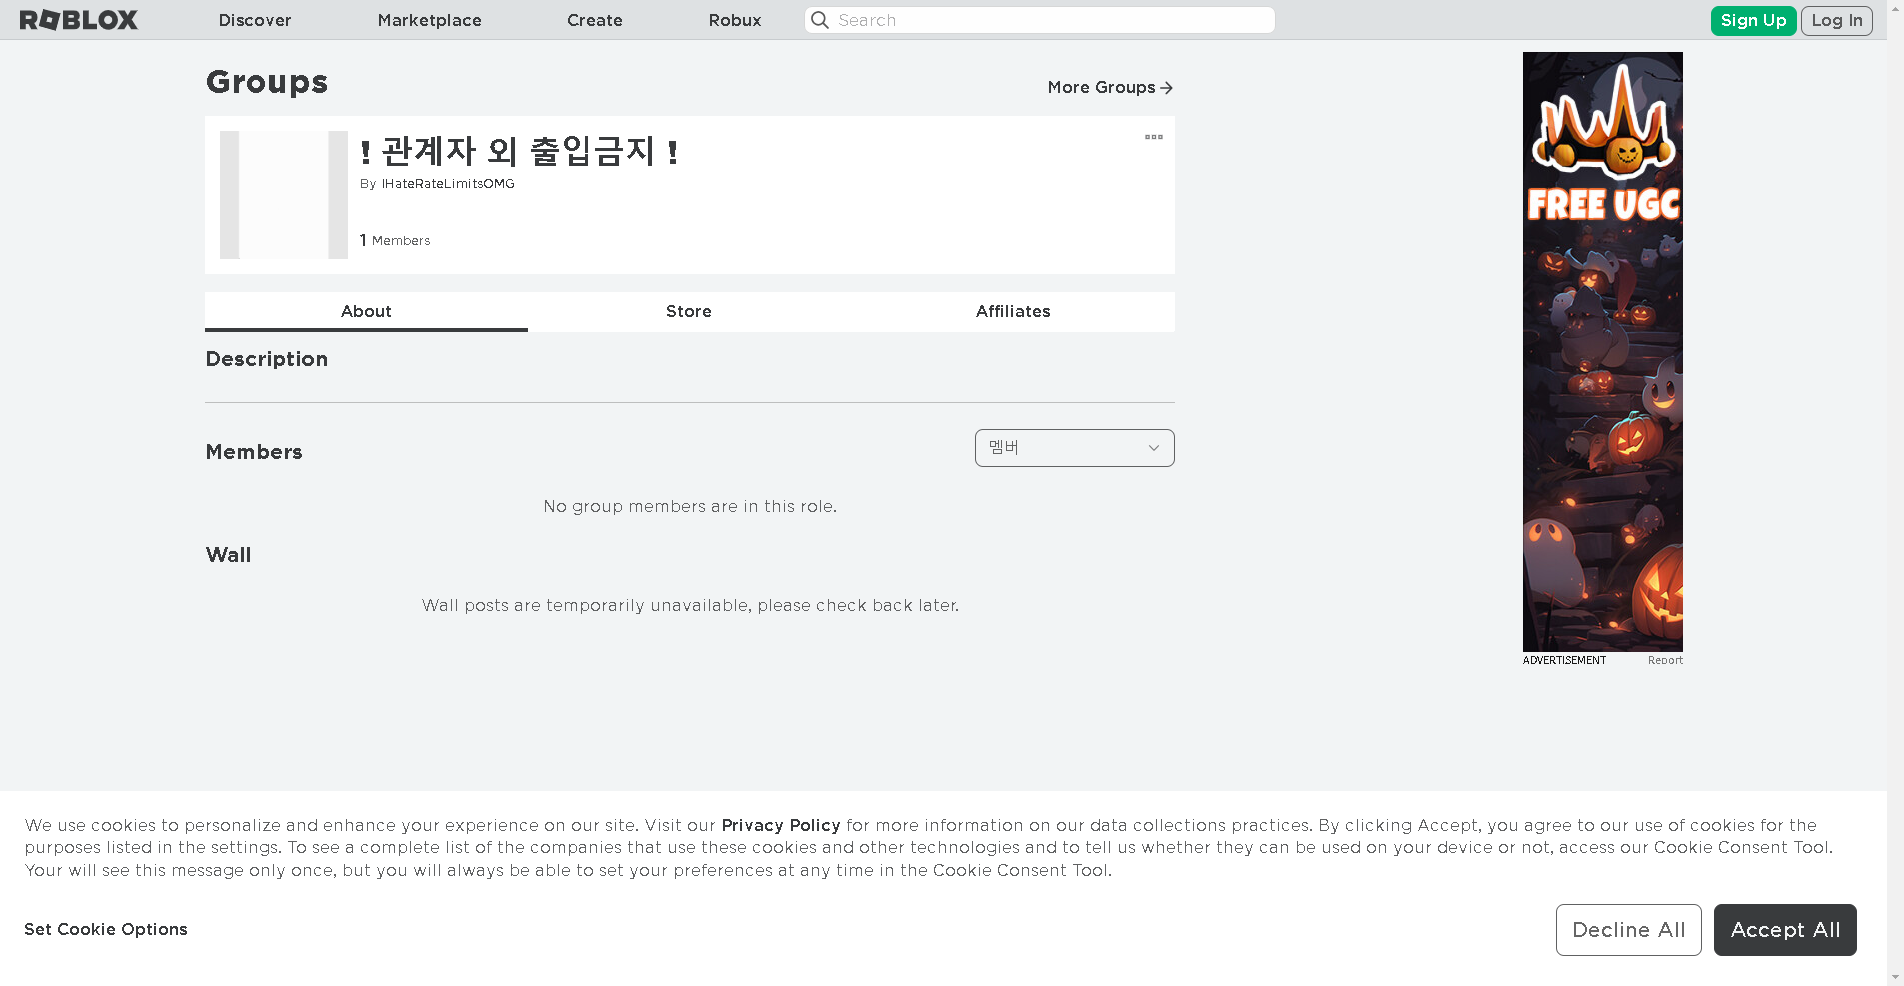 ROBLOX
Discover
Marketplace
Create
Robux
Search
Sign Up
Log In
Groups
More Groups
! 관계자 외 출입금지 !
By IHateRateLimitsOMG
1 Members
About
Store
Affiliates
Description
Members
멤버
No group members are in this role.
Wall
Wall posts are temporarily unavailable, please check back later.
FREE UGC
ADVERTISEMENT
Report
We use cookies to personalize and enhance your experience on our site. Visit our Privacy Policy for more information on our data collections practices. By clicking Accept, you agree to our use of cookies for the
purposes listed in the settings. To see a complete list of the companies that use these cookies and other technologies and to tell us whether they can be used on your device or not, access our Cookie Consent Tool.
Your will see this message only once, but you will always be able to set your preferences at any time in the Cookie Consent Tool.
Set Cookie Options
Decline All
Accept All